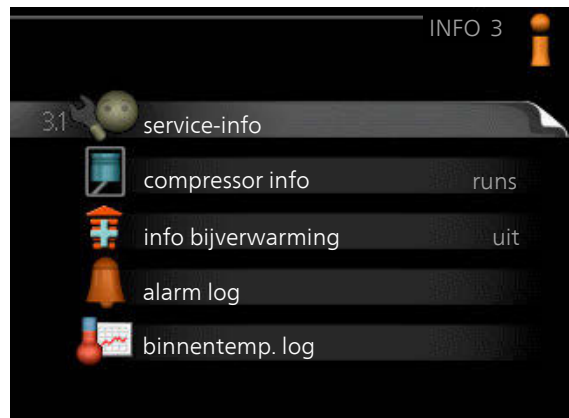 INFO 3
3.1 service-info
compressor info runs
info bijverwarming uit
alarm log
binnentemp. log